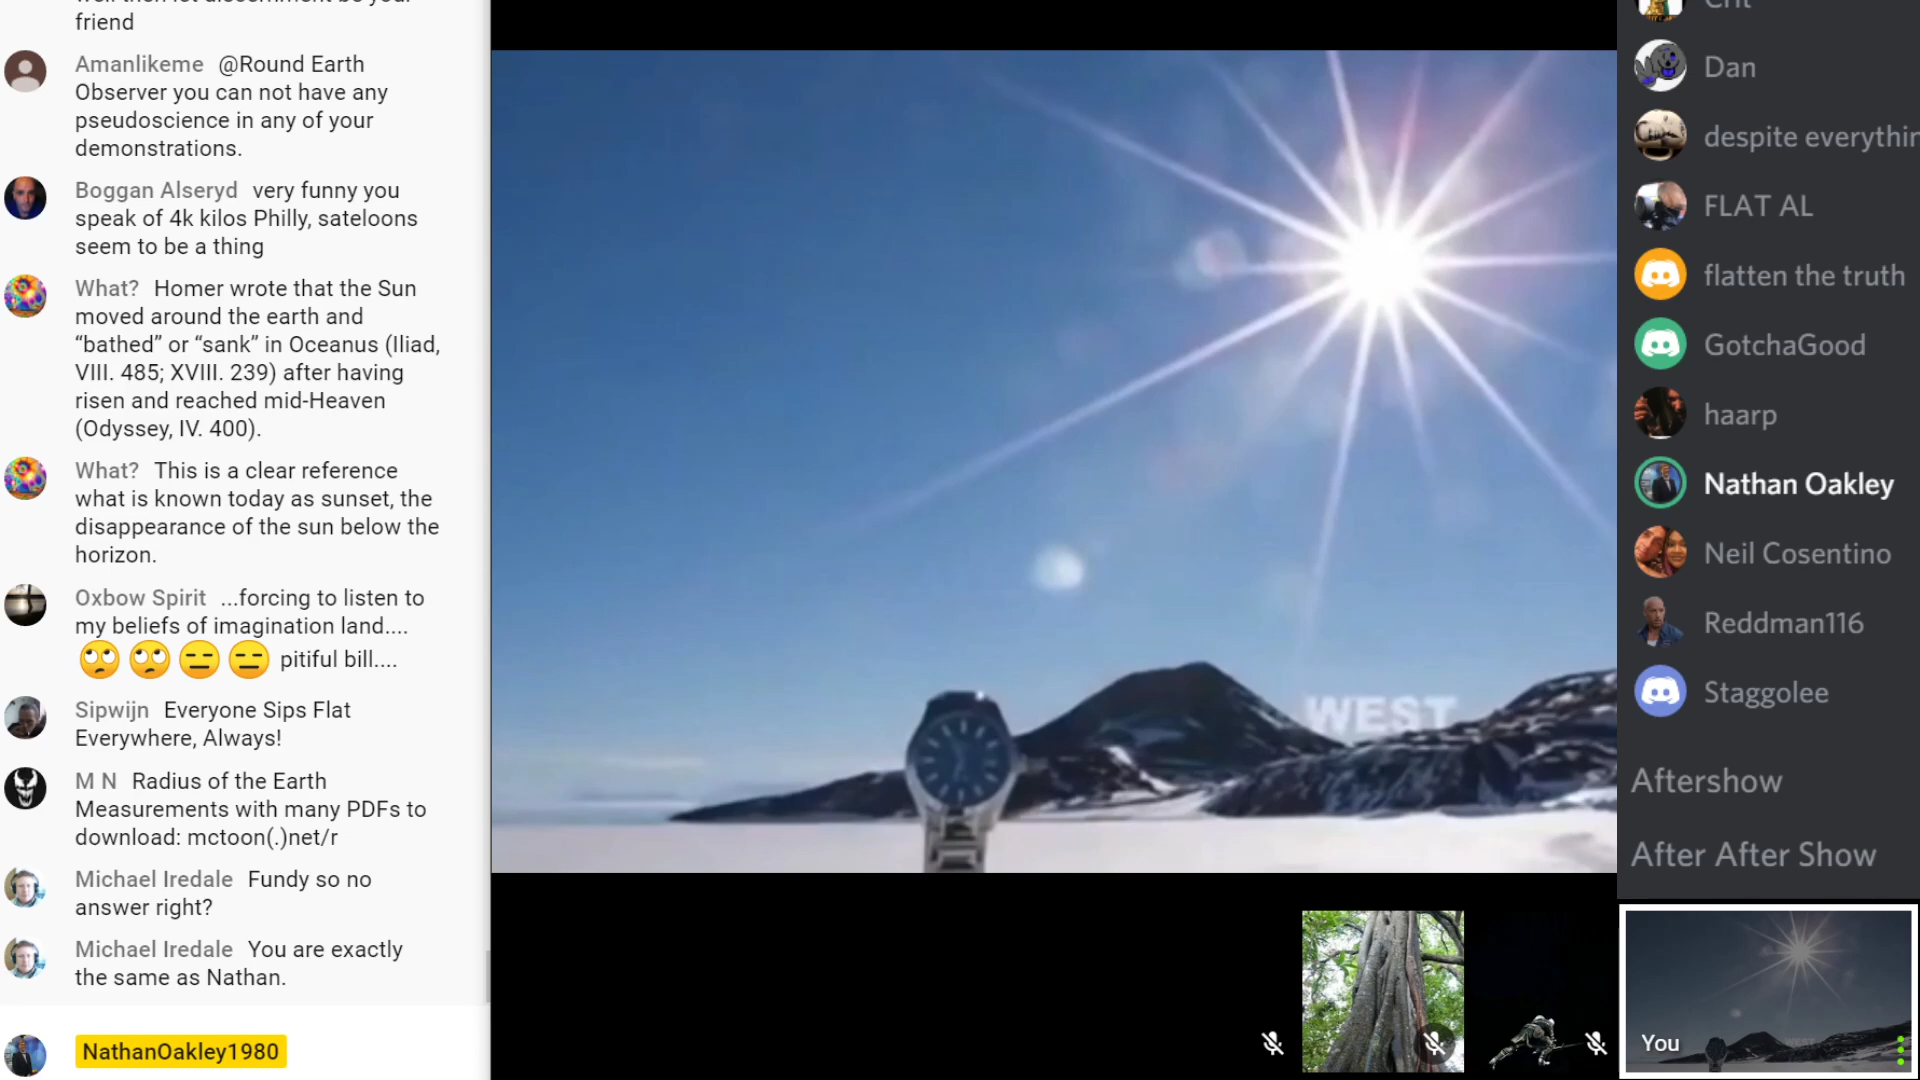 friend
Amanlikeme @Round Earth
Observer you can not have any
pseudoscience in any of your
demonstrations.
Boggan Alseryd very funny you
speak of 4k kilos Philly, sateloons
seem to be a thing
What? Homer wrote that the Sun
moved around the earth and
“bathed” or “sank” in Oceanus (Iliad,
VIII. 485; XVIII. 239) after having
risen and reached mid-Heaven
(Odyssey, IV. 400).
What? This is a clear reference
what is known today as sunset, the
disappearance of the sun below the
horizon.
Oxbow Spirit ...forcing to listen to
my beliefs of imagination land....
pitiful bill....
Sipwijn Everyone Sips Flat
Everywhere, Always!
M N Radius of the Earth
Measurements with many PDFs to
download: mctoon(.)net/r
Michael Iredale Fundy so no
answer right?
Michael Iredale You are exactly
the same as Nathan.
NathanOakley1980
WEST
Dan
despite everythin
FLAT AL
flatten the truth
GotchaGood
haarp
Nathan Oakley
Neil Cosentino
Reddman116
Staggolee
Aftershow
After After Show
You